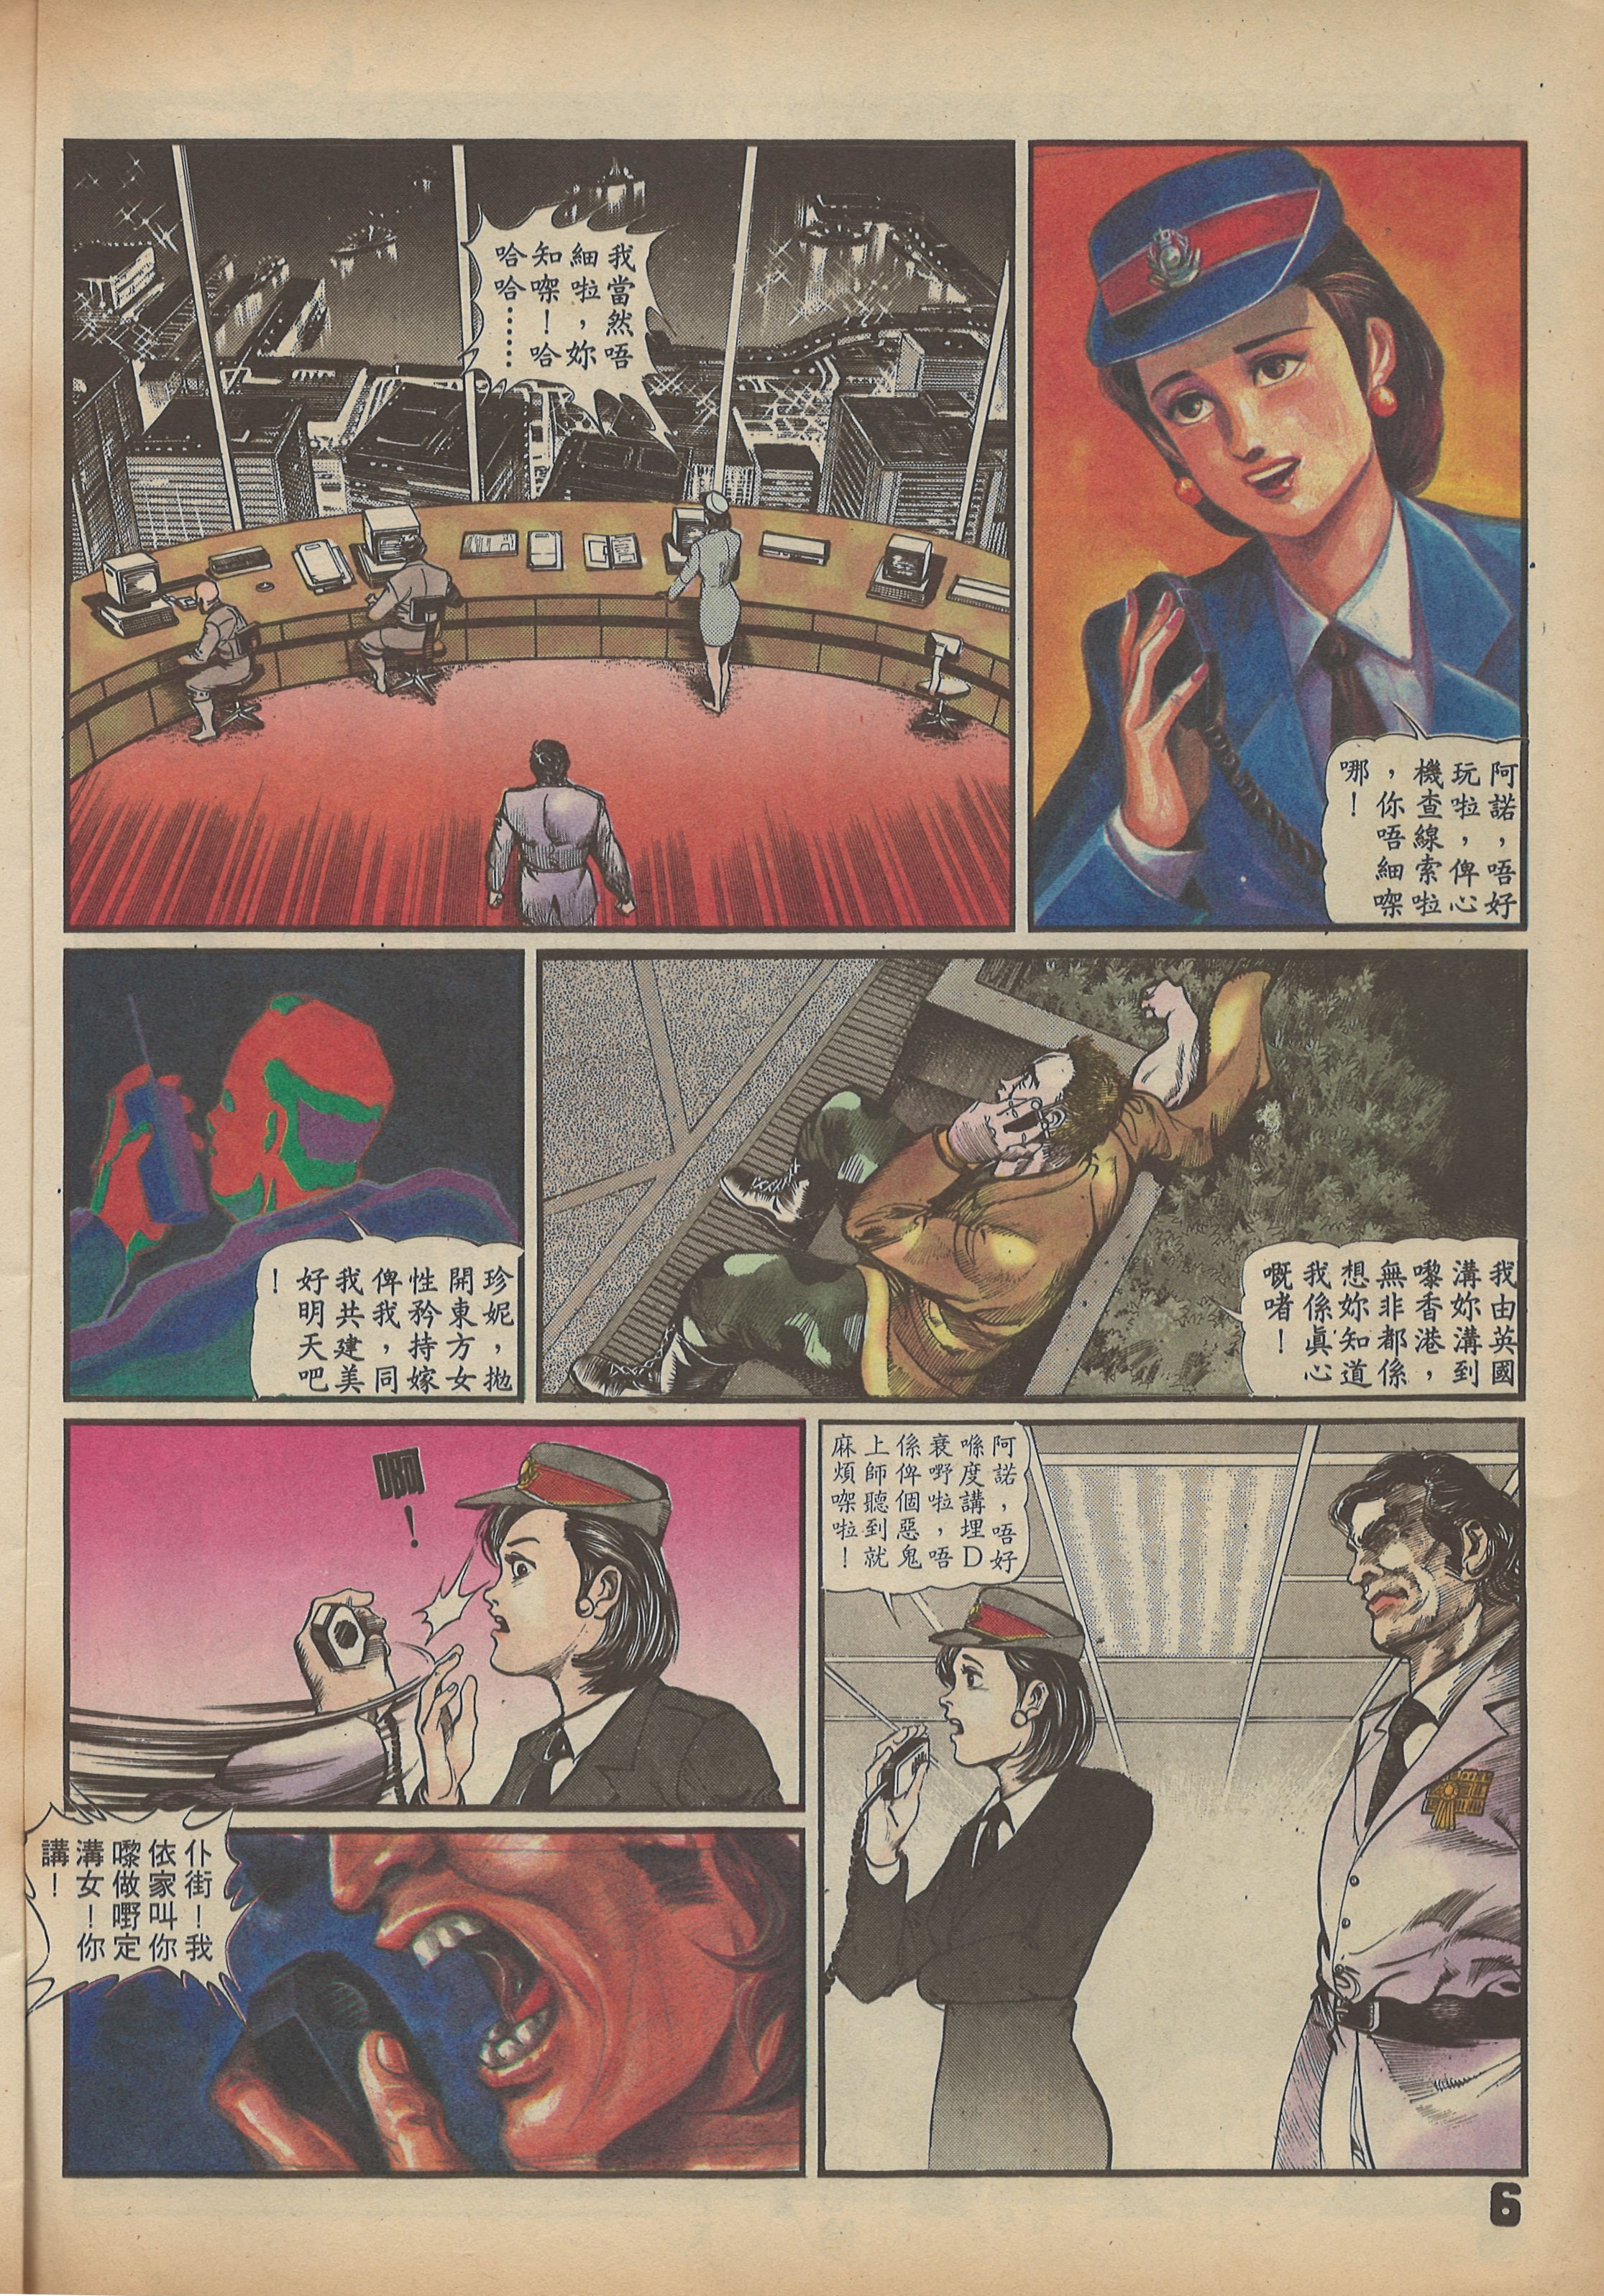 阿諾，唔好
玩啦，俾心
機查線索啦
，你唔細㗎
哪！
我當然唔
細啦，妳
知㗎！哈
哈哈⋯⋯
我由英國
溝妳溝到
嚟香港，
無非都係
想妳知道
我係眞心
嘅啫！
珍妮，拋
開東方女
性矜持嫁
俾我，同
我共建美
好明天吧
！
阿諾，唔好
喺度講埋D
衰嘢啦，唔
係俾個惡鬼
上師聽到就
麻煩㗎啦！
！
仆街！我
依家叫你
嚟做嘢定
溝女！你
講！
6